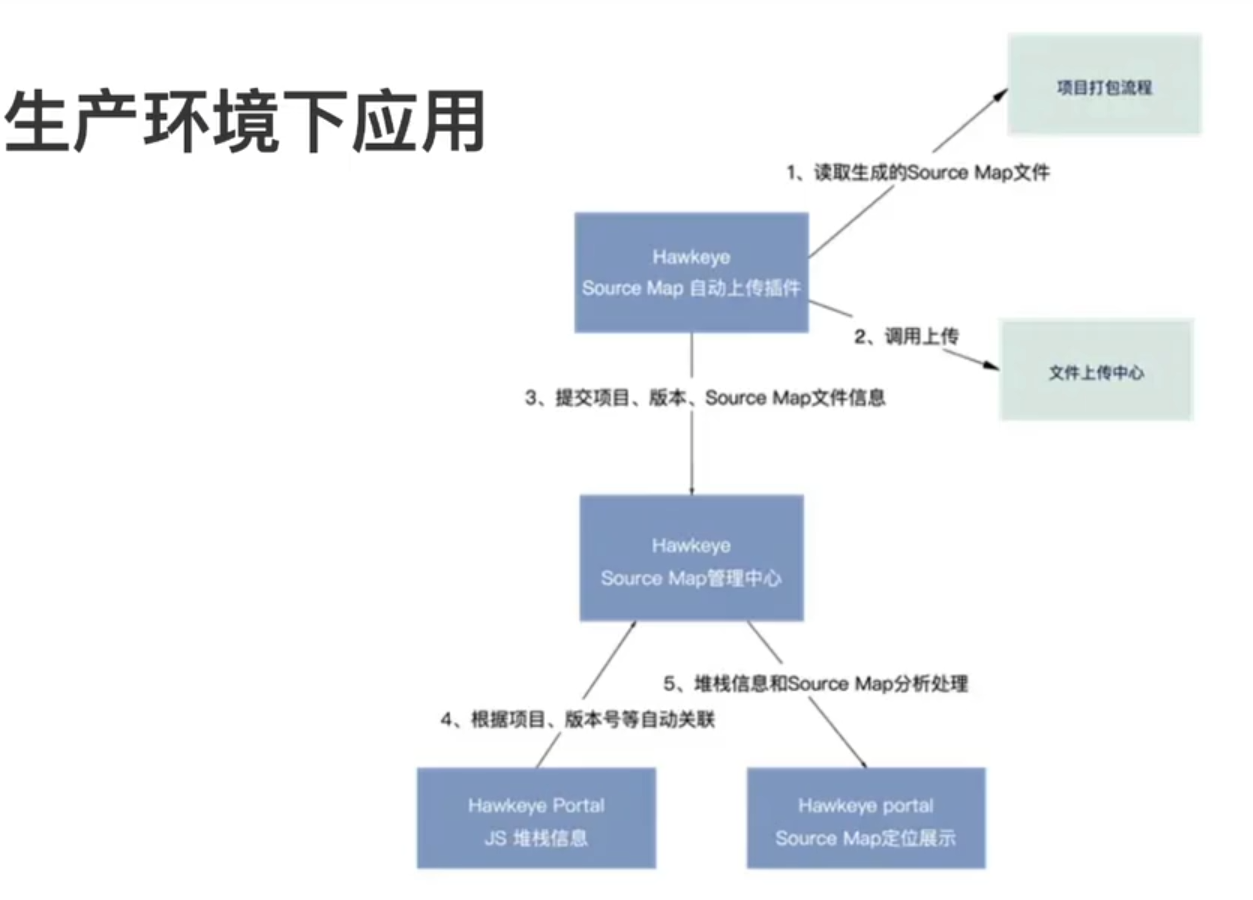 生产环境下应用
项目打包流程
1、读取生成的Source Map文件
Hawkeye
Source Map 自动上传插件
2、调用上传
文件上传中心
3、提交项目、版本、Source Map文件信息
Hawkeye
Source Map管理中心
5、堆栈信息和Source Map分析处理
4、根据项目、版本号等自动关联
Hawkeye Portal
JS 堆栈信息
Hawkeye portal
Source Map定位展示